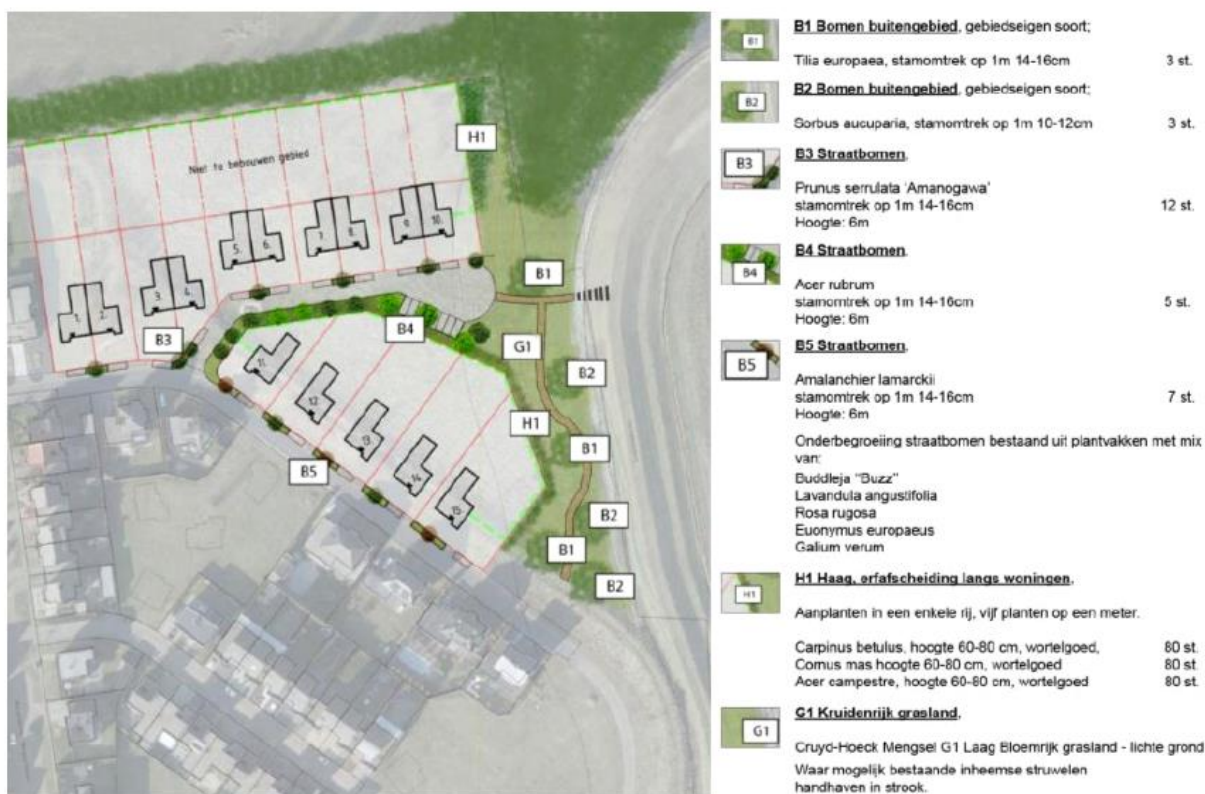 Niet te bebouwen gebied
H1
1.
2.
3.
4.
5.
6.
7.
8.
9.
10.
B1
B3
B4
G1
B2
11.
12
13
14
15
H1
B1
B5
B2
B1
B2
B1
B1 Bomen buitengebied, gebiedseigen soort;
Tilia europaea, stamomtrek op 1m 14-16cm 3 st.
B2
B2 Bomen buitengebied, gebiedseigen soort;
Sorbus aucuparia, stamomtrek op 1m 10-12cm 3 st.
B3
B3 Straatbomen,
Prunus serrulata 'Amanogawa'
stamomtrek op 1m 14-16cm 12 st.
Hoogte: 6m
B4
B4 Straatbomen,
Acer rubrum
stamomtrek op 1m 14-16cm 5 st.
Hoogte: 6m
B5
B5 Straatbomen,
Amalanchier lamarckii
stamomtrek op 1m 14-16cm 7 st.
Hoogte: 6m
Onderbegroeiing straatbomen bestaand uit plantvakken met mix
van:
Buddleja "Buzz"
Lavandula angustifolia
Rosa rugosa
Euonymus europaeus
Galium verum
H1
H1 Haag, erfafscheiding langs woningen,
Aanplanten in een enkele rij, vijf planten op een meter.
Carpinus betulus, hoogte 60-80 cm, wortelgoed, 80 st.
Cornus mas hoogte 60-80 cm, wortelgoed 80 st.
Acer campestre, hoogte 60-80 cm, wortelgoed 80 st.
G1
G1 Kruidenrijk grasland,
Cruyd-Hoeck Mengsel G1 Laag Bloemrijk grasland - lichte grond
Waar mogelijk bestaande inheemse struwelen
handhaven in strook.